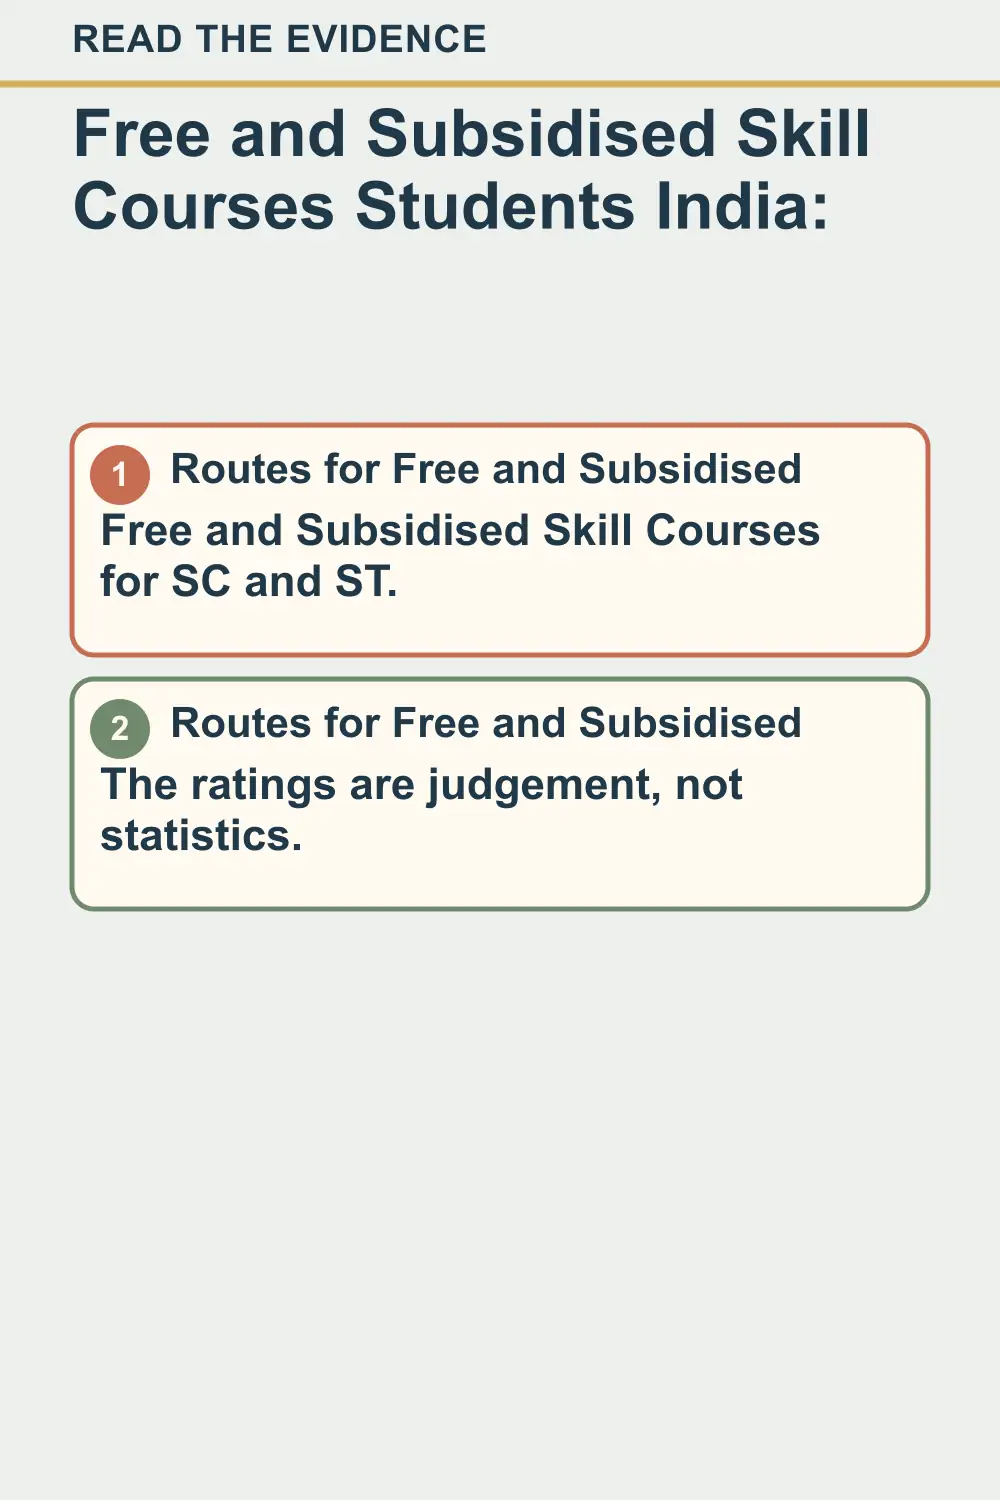 READ THE EVIDENCE
Free and Subsidised Skill
Courses Students India:
1 Routes for Free and Subsidised
Free and Subsidised Skill Courses
for SC and ST.
2 Routes for Free and Subsidised
The ratings are judgement, not
statistics.